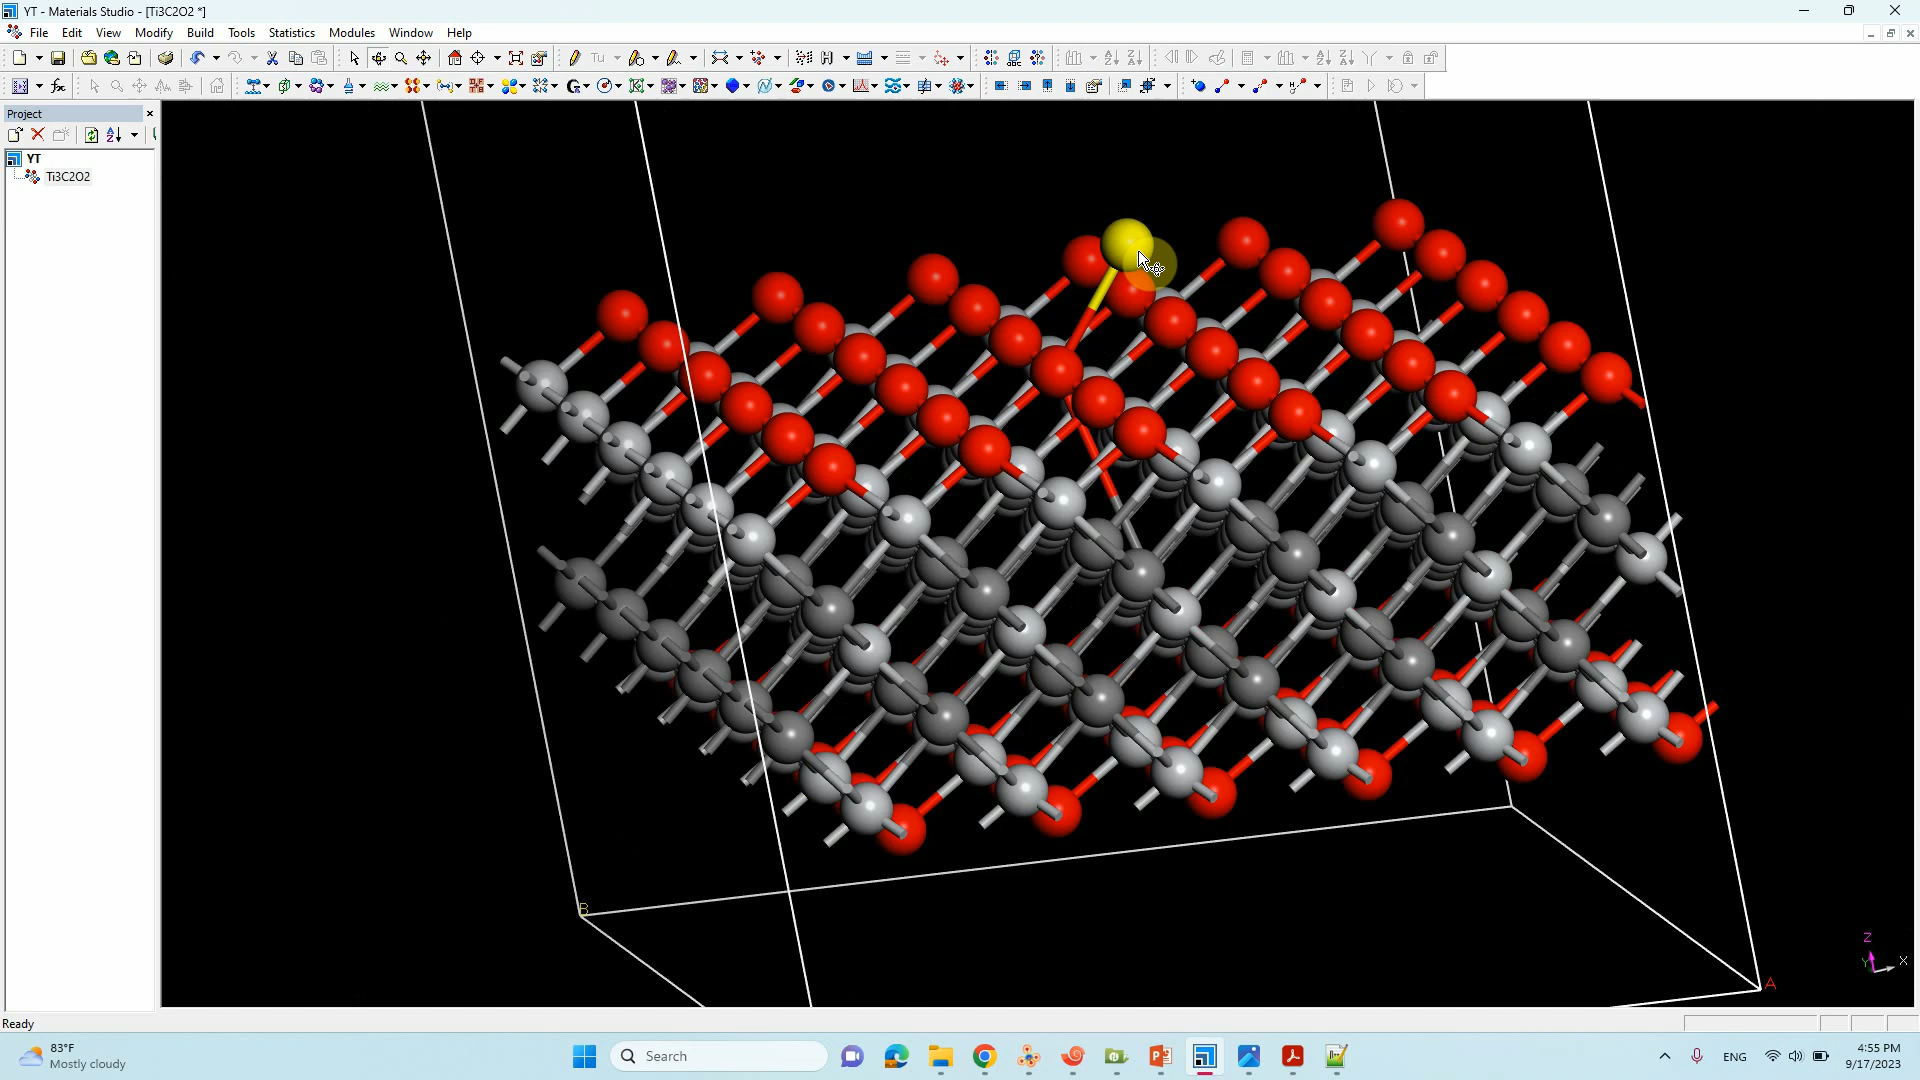 YT - Materials Studio - [Ti3C2O2 *]
File Edit View Modify Build Tools Statistics Modules Window Help
Project
YT
Ti3C2O2
B
A
Z
Y
X
Ready
83°F
Mostly cloudy
Search
ENG
4:55 PM
9/17/2023